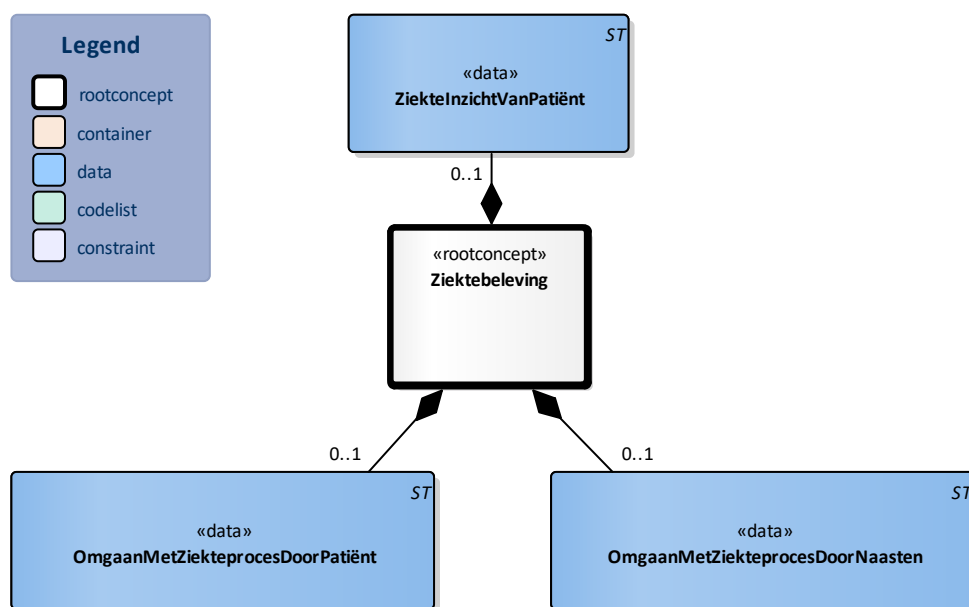 Legend
rootconcept
container
data
codelist
constraint
ST
«data»
ZiekteInzichtVanPatiënt
0..1
«rootconcept»
Ziektebeleving
0..1
0..1
ST
«data»
OmgaanMetZiekteprocesDoorPatiënt
ST
«data»
OmgaanMetZiekteprocesDoorNaasten